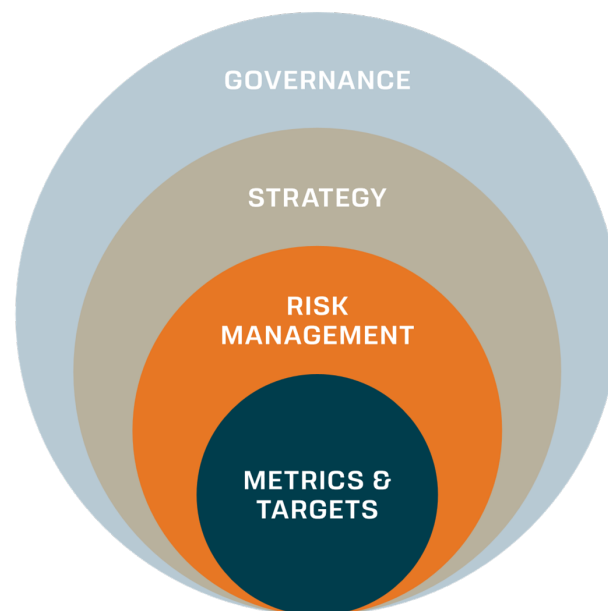 GOVERNANCE
STRATEGY
RISK
MANAGEMENT
METRICS &
TARGETS